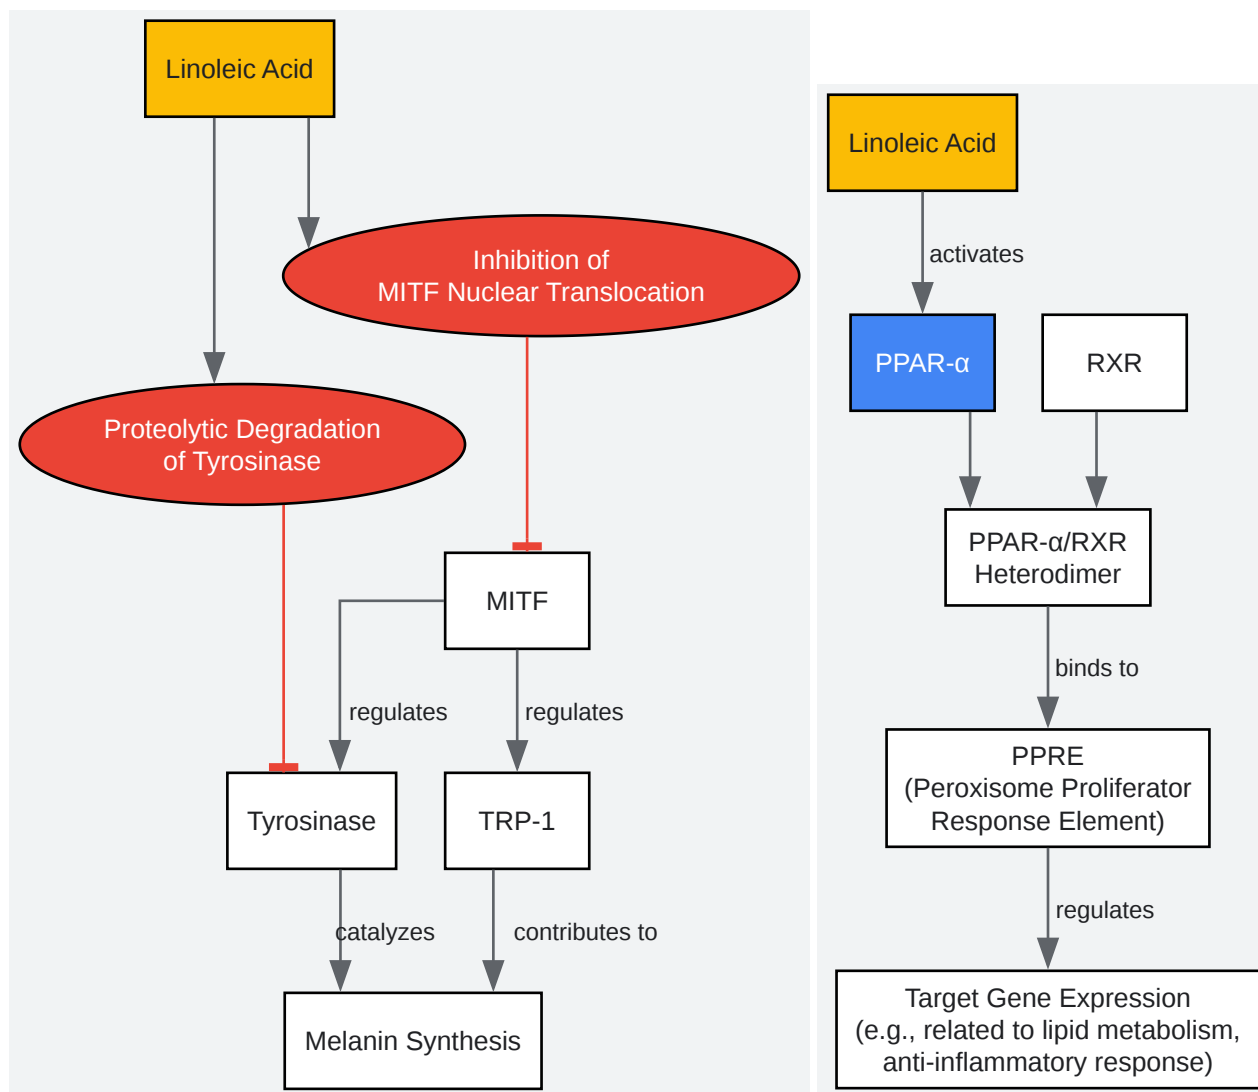 Linoleic Acid
Inhibition of
MITF Nuclear Translocation
Proteolytic Degradation
of Tyrosinase
MITF
regulates
regulates
Tyrosinase
TRP-1
catalyzes
contributes to
Melanin Synthesis
Linoleic Acid
activates
PPAR-α
RXR
PPAR-α/RXR
Heterodimer
binds to
PPRE
(Peroxisome Proliferator
Response Element)
regulates
Target Gene Expression
(e.g., related to lipid metabolism,
anti-inflammatory response)